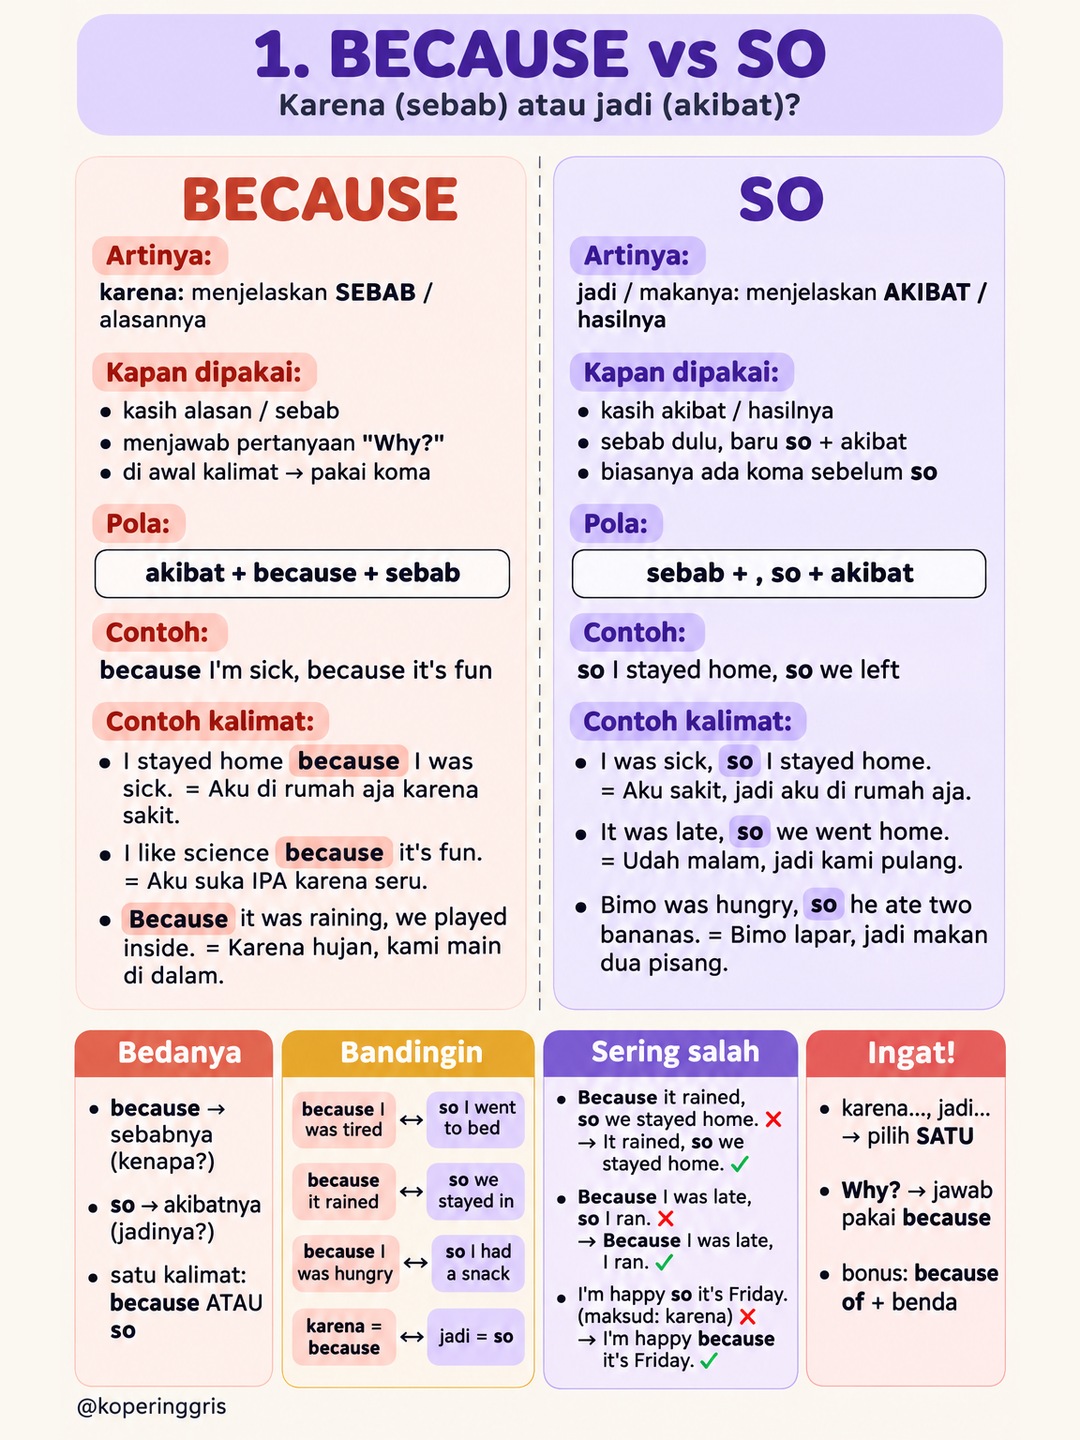 1. BECAUSE vs SO
Karena (sebab) atau jadi (akibat)?
BECAUSE
Artinya:
karena: menjelaskan SEBAB /
alasannya
Kapan dipakai:
• kasih alasan / sebab
• menjawab pertanyaan "Why?"
• di awal kalimat → pakai koma
Pola:
akibat + because + sebab
Contoh:
because I'm sick, because it's fun
Contoh kalimat:
• I stayed home because I was
sick. = Aku di rumah aja karena
sakit.
• I like science because it's fun.
= Aku suka IPA karena seru.
• Because it was raining, we played
inside. = Karena hujan, kami main
di dalam.
SO
Artinya:
jadi / makanya: menjelaskan AKIBAT /
hasilnya
Kapan dipakai:
• kasih akibat / hasilnya
• sebab dulu, baru so + akibat
• biasanya ada koma sebelum so
Pola:
sebab + , so + akibat
Contoh:
so I stayed home, so we left
Contoh kalimat:
• I was sick, so I stayed home.
= Aku sakit, jadi aku di rumah aja.
• It was late, so we went home.
= Udah malam, jadi kami pulang.
• Bimo was hungry, so he ate two
bananas. = Bimo lapar, jadi makan
dua pisang.
Bedanya
• because →
sebabnya
(kenapa?)
• so → akibatnya
(jadinya?)
• satu kalimat:
because ATAU
so
Bandingin
because I
was tired
↔
so I went
to bed
because
it rained
↔
so we
stayed in
because I
was hungry
↔
so I had
a snack
karena =
because
↔
jadi = so
Sering salah
• Because it rained,
so we stayed home. ❌
→ It rained, so we
stayed home. ✓
• Because I was late,
so I ran. ❌
→ Because I was late,
I ran. ✓
• I'm happy so it's Friday.
(maksud: karena) ❌
→ I'm happy because
it's Friday. ✓
Ingat!
• karena..., jadi...
→ pilih SATU
• Why? → jawab
pakai because
• bonus: because
of + benda
@koperinggris